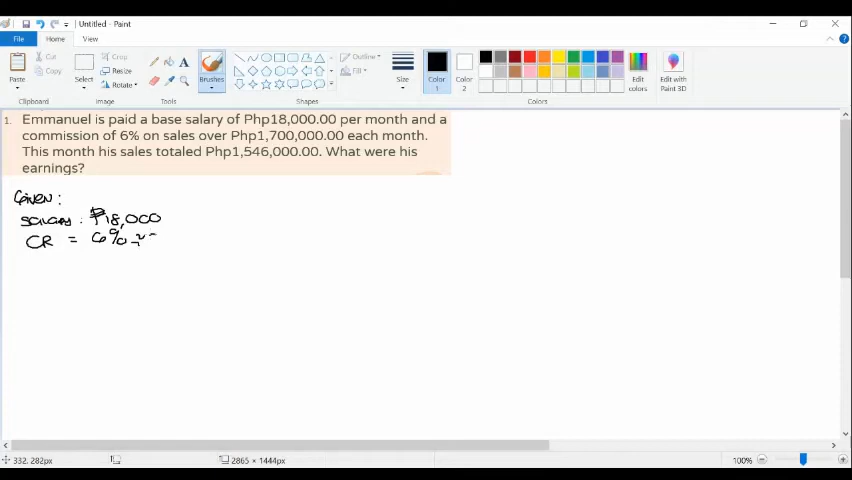 Untitled - Paint
File Home View
Paste
Cut
Copy
Clipboard
Select
Crop
Resize
Rotate
Image
Tools
Brushes
Shapes
Outline
Fill
Size
Color 1
Color 2
Edit colors
Colors
Edit with Paint 3D
1. Emmanuel is paid a base salary of Php18,000.00 per month and a
commission of 6% on sales over Php1,700,000.00 each month.
This month his sales totaled Php1,546,000.00. What were his
earnings?
Given:
Salary : ₱18,000
CR = 6%
332, 282px
2865 × 1444px
100%